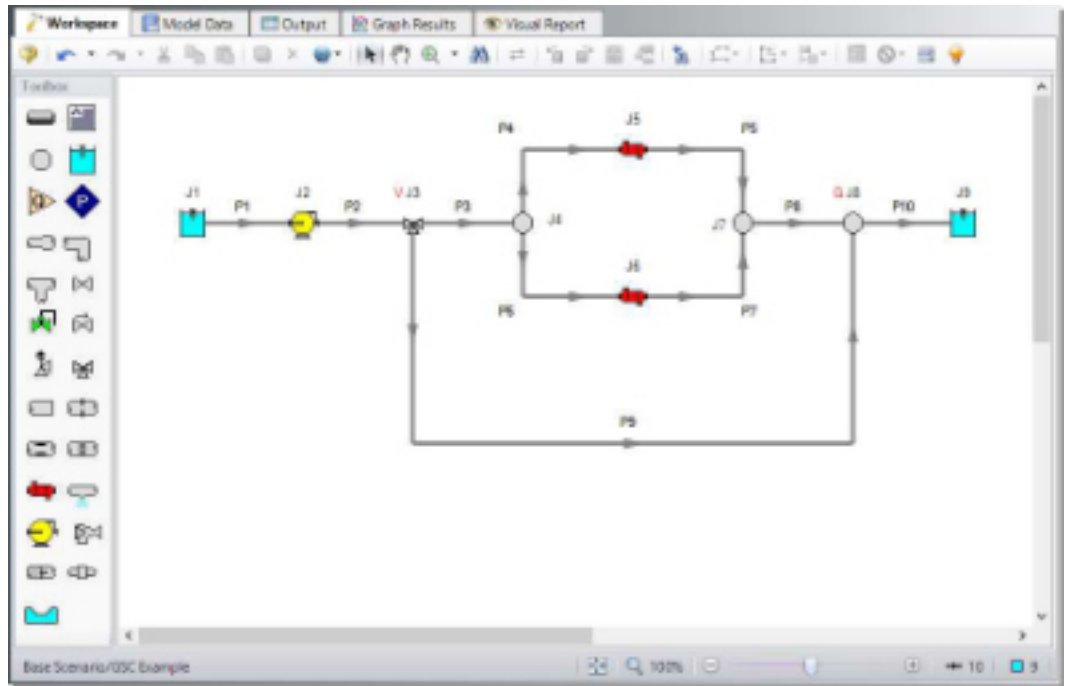 Workspace Model Data Output Graph Results Visual Report
Toolbox
P4 J5 P5
J1 P1 J2 P2 V J3 P3 J4 J7 P8 G J8 P10 J9
J6
P6 P7
P9
Base Scenario/GSC Example 100% 10 9